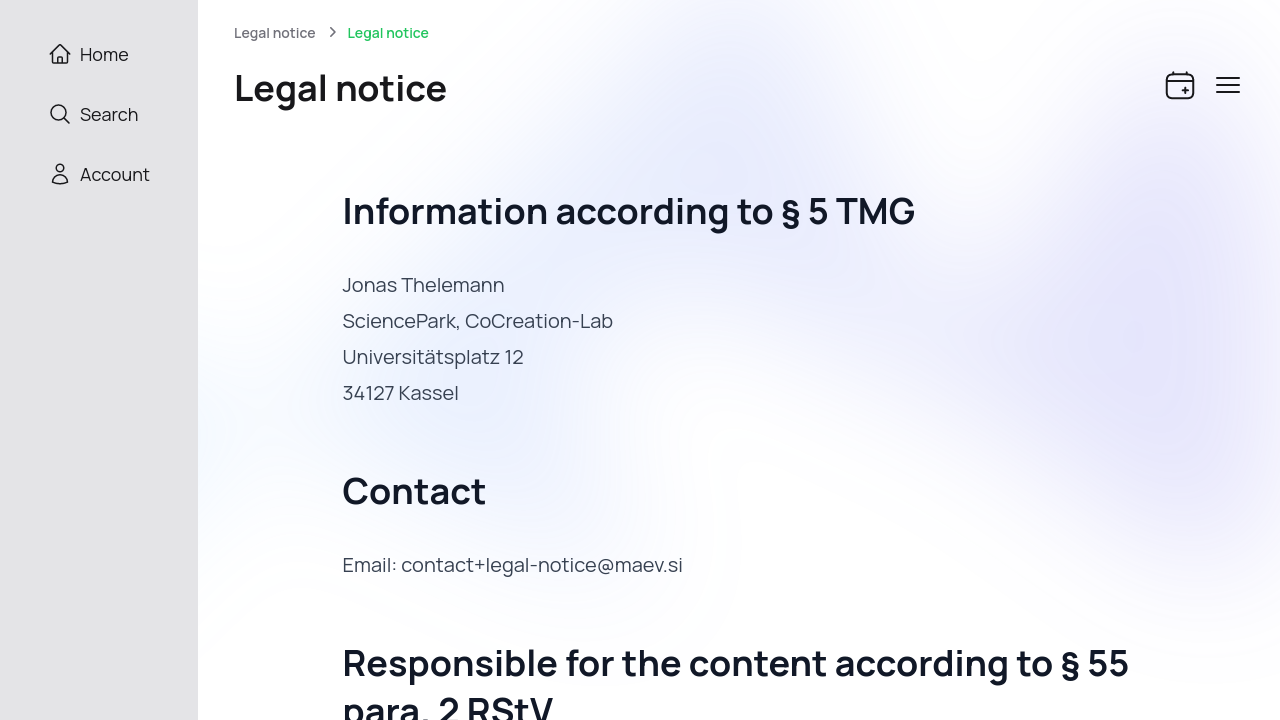 Home
Search
Account
Legal notice
Legal notice
Legal notice
Information according to § 5 TMG
Jonas Thelemann
SciencePark, CoCreation-Lab
Universitätsplatz 12
34127 Kassel
Contact
Email: contact+legal-notice@maev.si
Responsible for the content according to § 55
para. 2 RStV